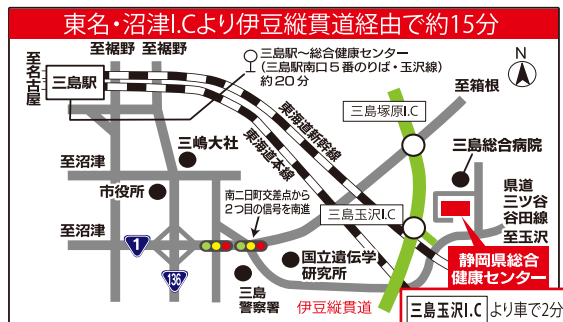 東名・沼津I.Cより伊豆縦貫道経由で約15分
至裾野 至裾野
三島駅〜総合健康センター
(三島駅南口5番のりば・玉沢線)
約20分
N
至名古屋
三島駅
至箱根
東海道新幹線
東海道本線
三島塚原I.C
三嶋大社
三島総合病院
至沼津
市役所
南二日町交差点から
2つ目の信号を南進
三島玉沢I.C
県道
三ツ谷
谷田線
至玉沢
至沼津
1
136
国立遺伝学
研究所
静岡県総合
健康センター
三島
警察署
伊豆縦貫道
三島玉沢I.C より車で2分